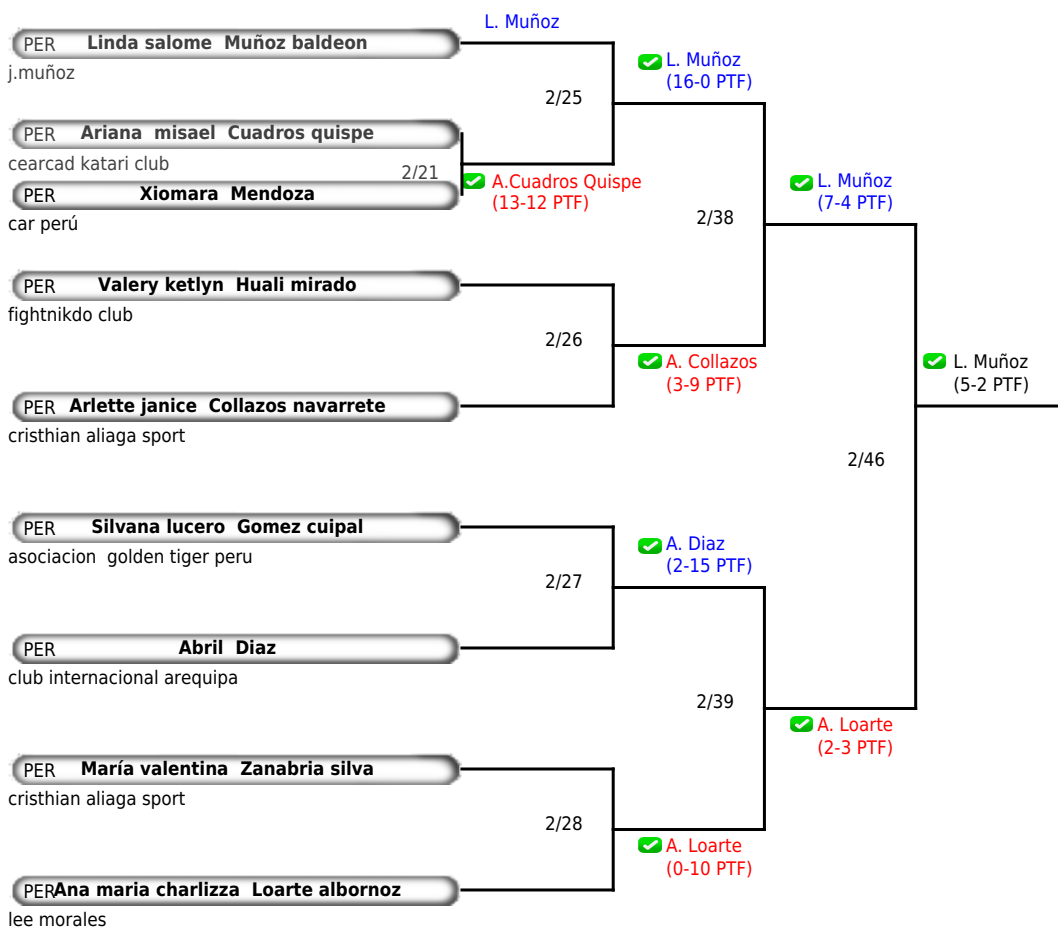 L. Muñoz
PER Linda salome Muñoz baldeon
j.muñoz
L. Muñoz
(16-0 PTF)
2/25
PER Ariana misael Cuadros quispe
cearcad katari club
2/21
A.Cuadros Quispe
(13-12 PTF)
PER Xiomara Mendoza
car perú
L. Muñoz
(7-4 PTF)
2/38
PER Valery ketlyn Huali mirado
fightnikdo club
2/26
A. Collazos
(3-9 PTF)
L. Muñoz
(5-2 PTF)
PER Arlette janice Collazos navarrete
cristhian aliaga sport
2/46
PER Silvana lucero Gomez cuipal
asociacion golden tiger peru
A. Diaz
(2-15 PTF)
2/27
PER Abril Diaz
club internacional arequipa
2/39
A. Loarte
(2-3 PTF)
PER María valentina Zanabria silva
cristhian aliaga sport
2/28
A. Loarte
(0-10 PTF)
PER Ana maria charlizza Loarte albornoz
lee morales